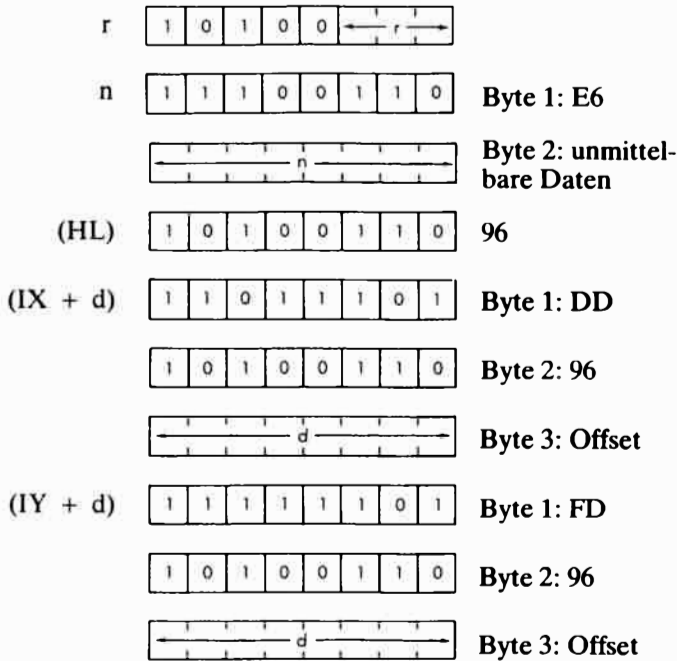 r 1 0 1 0 0 r
n 1 1 1 0 0 1 1 0 Byte 1: E6
n Byte 2: unmittel-
bare Daten
(HL) 1 0 1 0 0 1 1 0 96
(IX + d) 1 1 0 1 1 1 0 1 Byte 1: DD
1 0 1 0 0 1 1 0 Byte 2: 96
d Byte 3: Offset
(IY + d) 1 1 1 1 1 1 0 1 Byte 1: FD
1 0 1 0 0 1 1 0 Byte 2: 96
d Byte 3: Offset